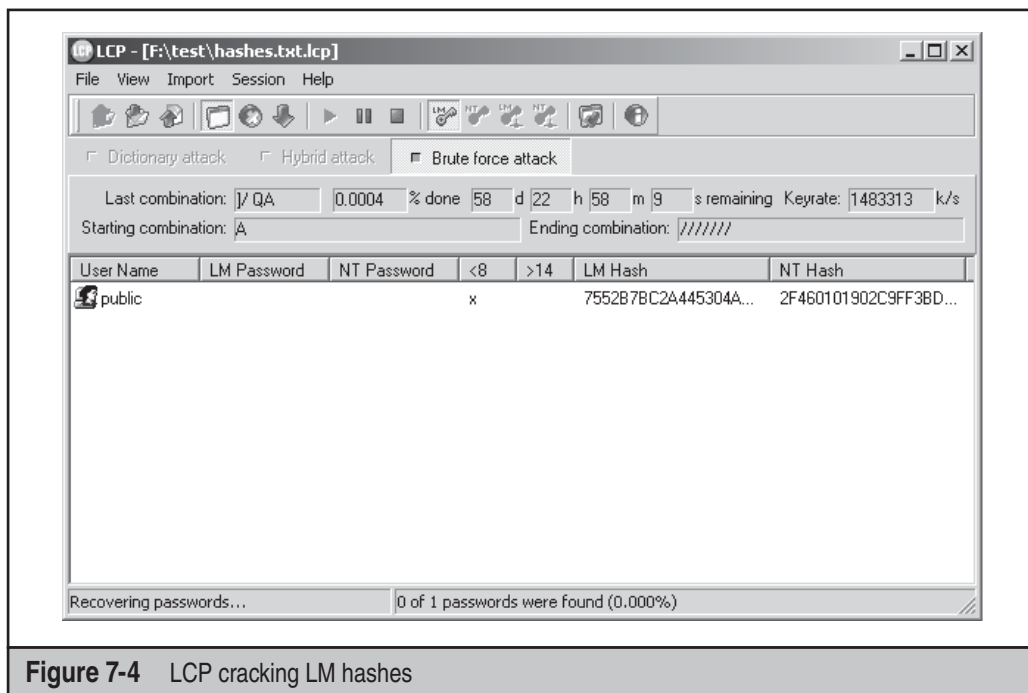 LCP - [F:\test\hashes.txt.lcp]
File View Import Session Help
Dictionary attack Hybrid attack Brute force attack
Last combination: ]/ QA 0.0004 % done 58 d 22 h 58 m 9 s remaining Keyrate: 1483313 k/s
Starting combination: A Ending combination: ///////
User Name LM Password NT Password <8 >14 LM Hash NT Hash
public x 7552B7BC2A445304A... 2F460101902C9FF3BD...
Recovering passwords... 0 of 1 passwords were found (0.000%)
Figure 7-4 LCP cracking LM hashes